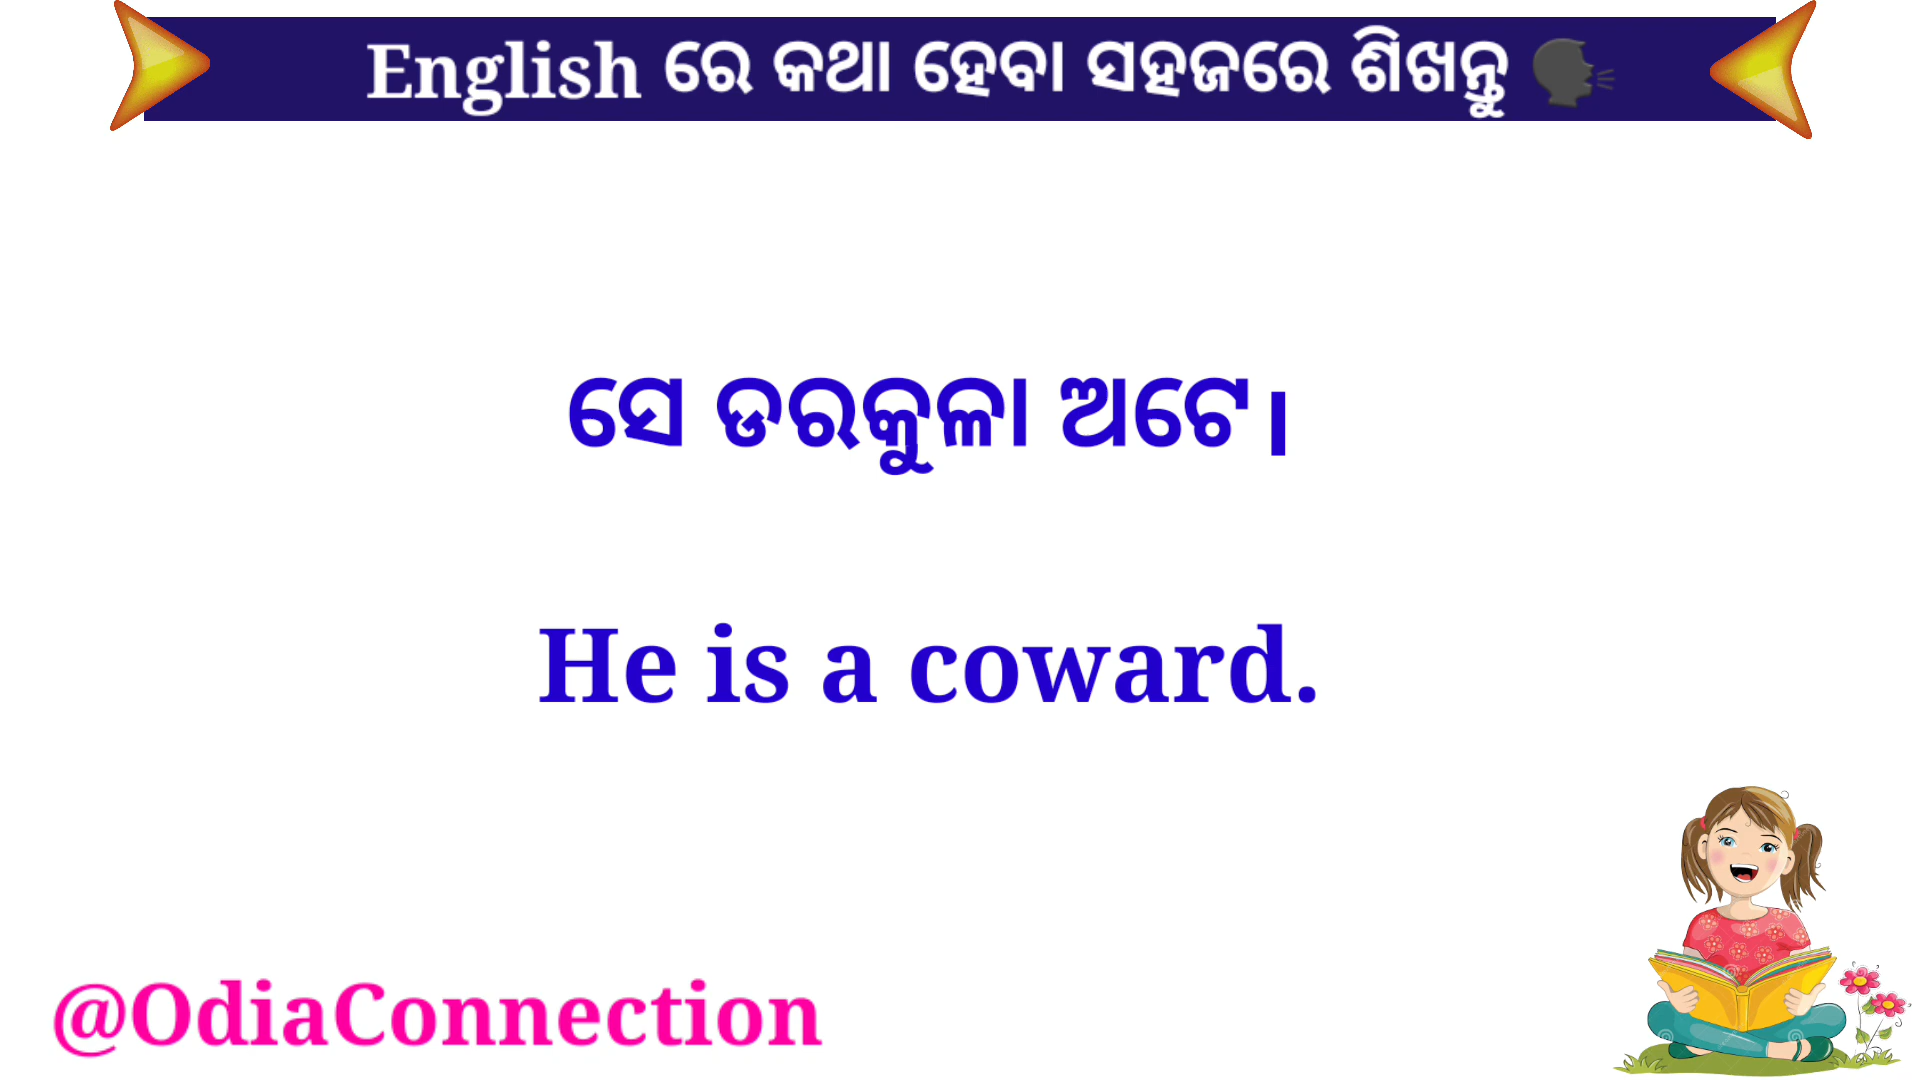 English ରେ କଥା ହେବା ସହଜରେ ଶିଖନ୍ତୁ 🗣
ସେ ଡରକୁଳା ଅଟେ।
He is a coward.
@OdiaConnection